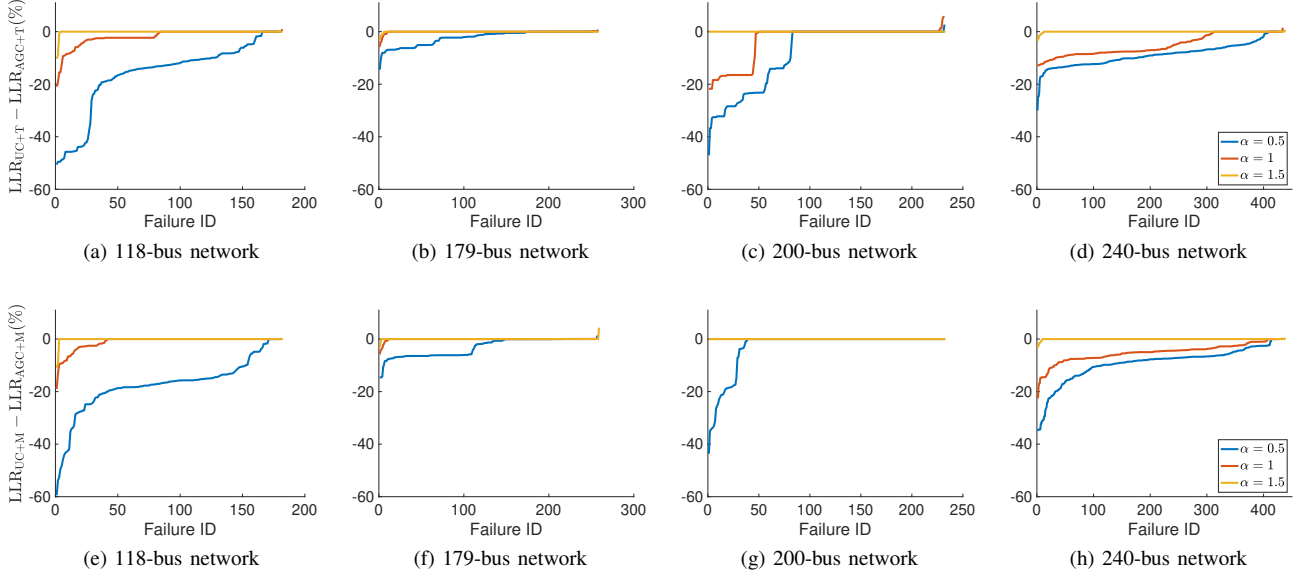 LLR_UC+T − LLR_AGC+T(%)
0
-20
-40
-60
0 50 100 150 200
Failure ID
(a) 118-bus network
0
-20
-40
-60
0 100 200 300
Failure ID
(b) 179-bus network
0
-20
-40
-60
0 50 100 150 200 250
Failure ID
(c) 200-bus network
0
-20
-40
-60
0 100 200 300 400
α = 0.5
α = 1
α = 1.5
Failure ID
(d) 240-bus network
LLR_UC+M − LLR_AGC+M(%)
0
-20
-40
-60
0 50 100 150 200
Failure ID
(e) 118-bus network
0
-20
-40
-60
0 100 200 300
Failure ID
(f) 179-bus network
0
-20
-40
-60
0 50 100 150 200 250
Failure ID
(g) 200-bus network
0
-20
-40
-60
0 100 200 300 400
α = 0.5
α = 1
α = 1.5
Failure ID
(h) 240-bus network